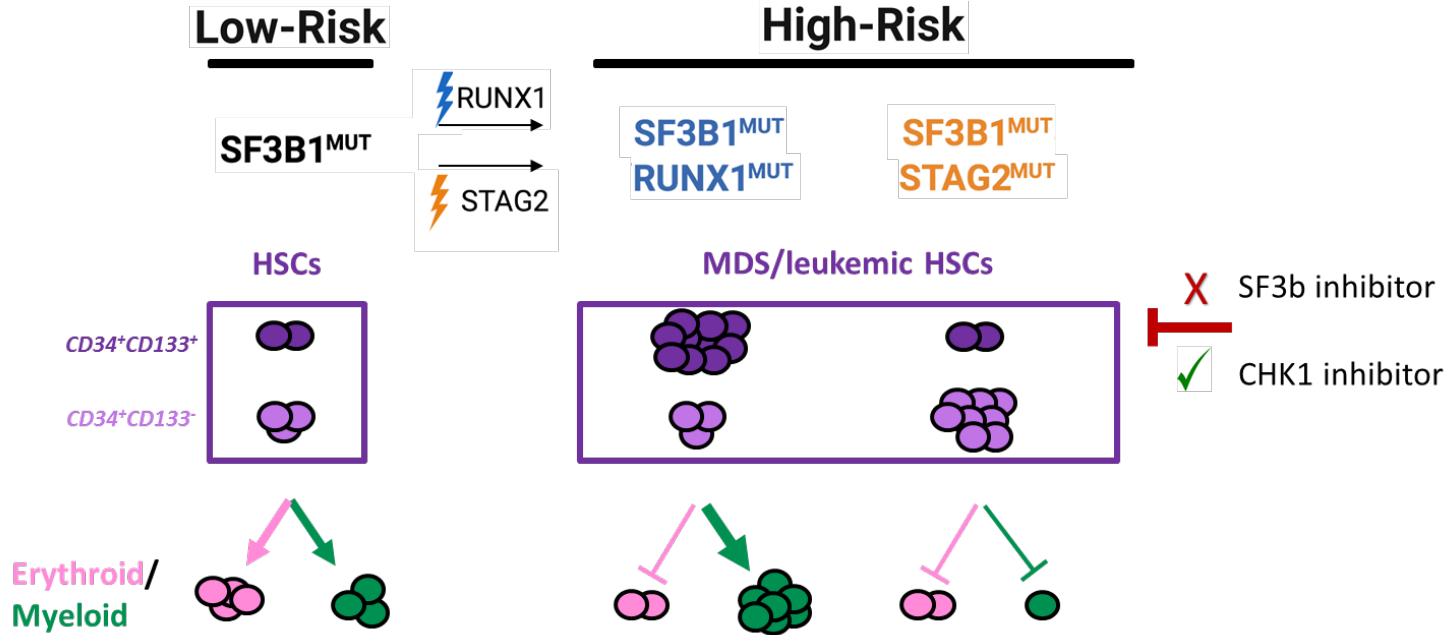 Low-Risk
High-Risk
RUNX1
SF3B1ᴹᵁᵀ
STAG2
SF3B1ᴹᵁᵀ
RUNX1ᴹᵁᵀ
SF3B1ᴹᵁᵀ
STAG2ᴹᵁᵀ
HSCs
MDS/leukemic HSCs
CD34⁺CD133⁺
CD34⁺CD133⁻
X SF3b inhibitor
✓ CHK1 inhibitor
Erythroid/
Myeloid